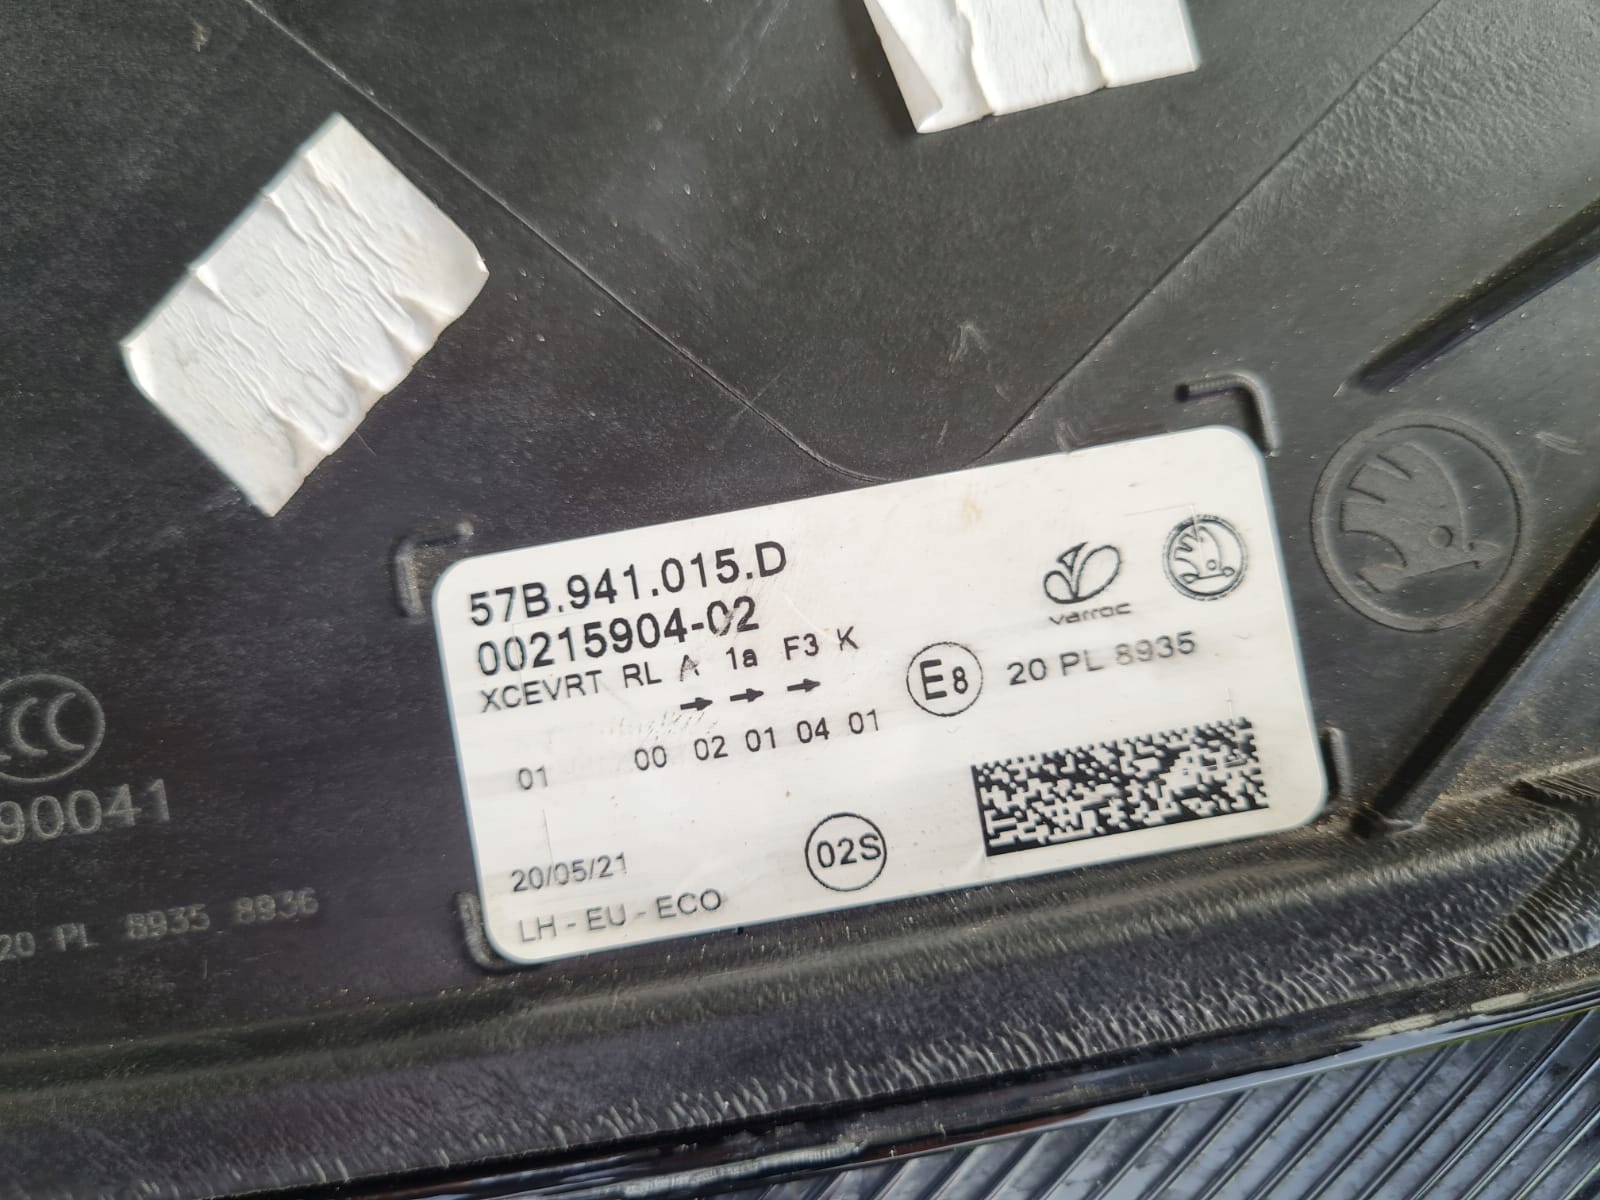 57B.941.015.D
00215904-02
XCEVRT RL A 1a F3 K
01 00 02 01 04 01
varroc
E8 20 PL 8935
02S
20/05/21
LH - EU - ECO
CCC
90041
20 PL 8935 8936